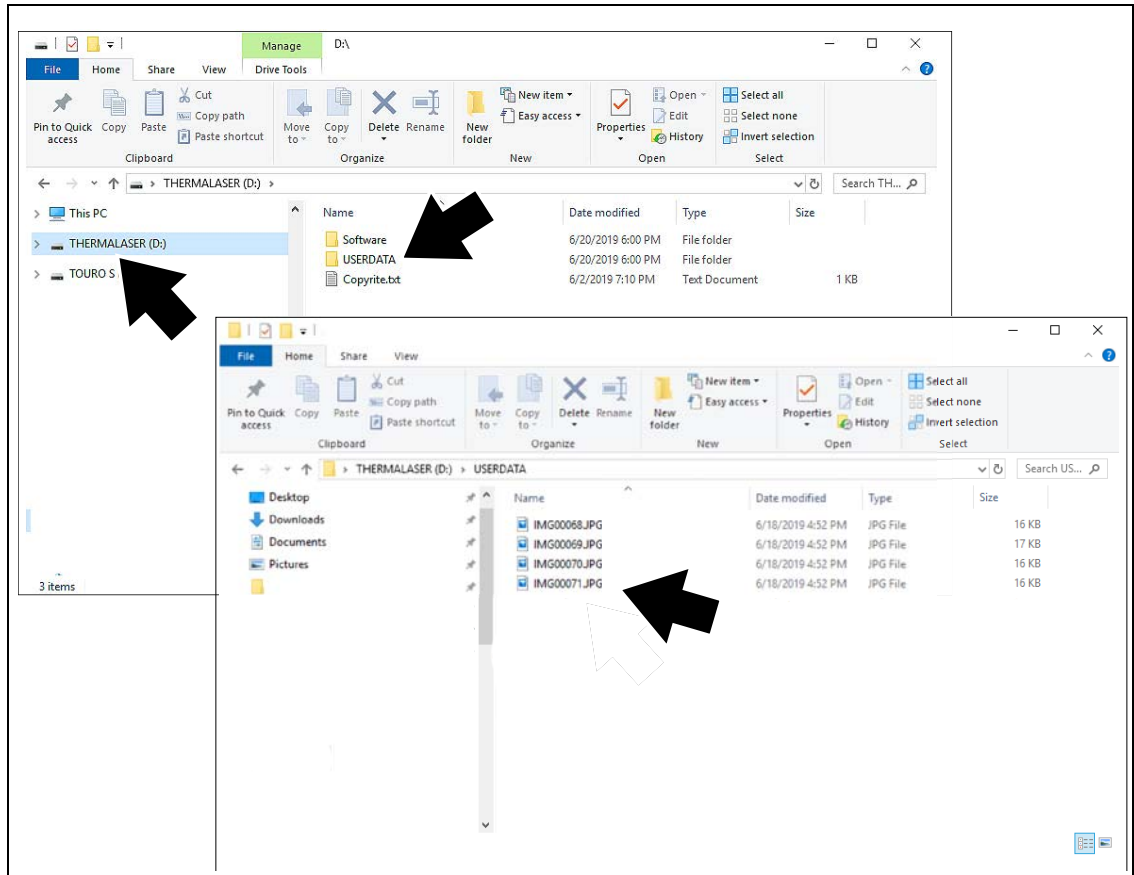 Manage D:\
File Home Share View Drive Tools
Pin to Quick access Copy Paste Cut Copy path Paste shortcut Move to Copy to Delete Rename New folder New item Easy access Properties Open Edit History Select all Select none Invert selection
Clipboard Organize New Open Select
THERMALASER (D:) Search TH...
This PC
THERMALASER (D:)
TOURO S
Name Date modified Type Size
Software 6/20/2019 6:00 PM File folder
USERDATA 6/20/2019 6:00 PM File folder
Copyrite.txt 6/2/2019 7:10 PM Text Document 1 KB
3 items
File Home Share View
Pin to Quick access Copy Paste Cut Copy path Paste shortcut Move to Copy to Delete Rename New folder New item Easy access Properties Open Edit History Select all Select none Invert selection
Clipboard Organize New Open Select
THERMALASER (D:) USERDATA Search US...
Desktop
Downloads
Documents
Pictures
Name Date modified Type Size
IMG00068.JPG 6/18/2019 4:52 PM JPG File 16 KB
IMG00069.JPG 6/18/2019 4:52 PM JPG File 17 KB
IMG00070.JPG 6/18/2019 4:52 PM JPG File 16 KB
IMG00071.JPG 6/18/2019 4:52 PM JPG File 16 KB